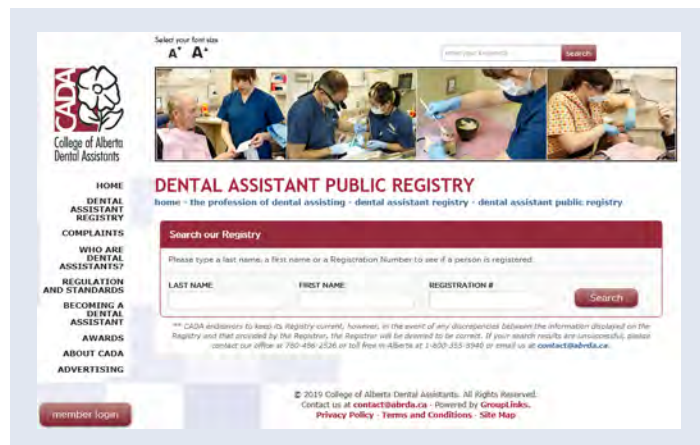 Select your font size
A- A+
enter your keywords
search
CADA
College of Alberta
Dental Assistants
HOME
DENTAL
ASSISTANT
REGISTRY
COMPLAINTS
WHO ARE
DENTAL
ASSISTANTS?
REGULATION
AND STANDARDS
BECOMING A
DENTAL
ASSISTANT
AWARDS
ABOUT CADA
ADVERTISING
member login
DENTAL ASSISTANT PUBLIC REGISTRY
home - the profession of dental assisting - dental assistant registry - dental assistant public registry
Search our Registry
Please type a last name, a first name or a Registration Number to see if a person is registered.
LAST NAME FIRST NAME REGISTRATION #
Search
** CADA endeavors to keep its Registry current, however, in the event of any discrepancies between the information displayed on the
Registry and that provided by the Registrar, the Registrar will be deemed to be correct. If your search results are unsuccessful, please
contact our office at 780-486-2526 or toll free in Alberta at 1-800-355-8940 or email us at contact@abrda.ca.
© 2019 College of Alberta Dental Assistants. All Rights Reserved.
Contact us at contact@abrda.ca - Powered by GroupLinks.
Privacy Policy - Terms and Conditions - Site Map